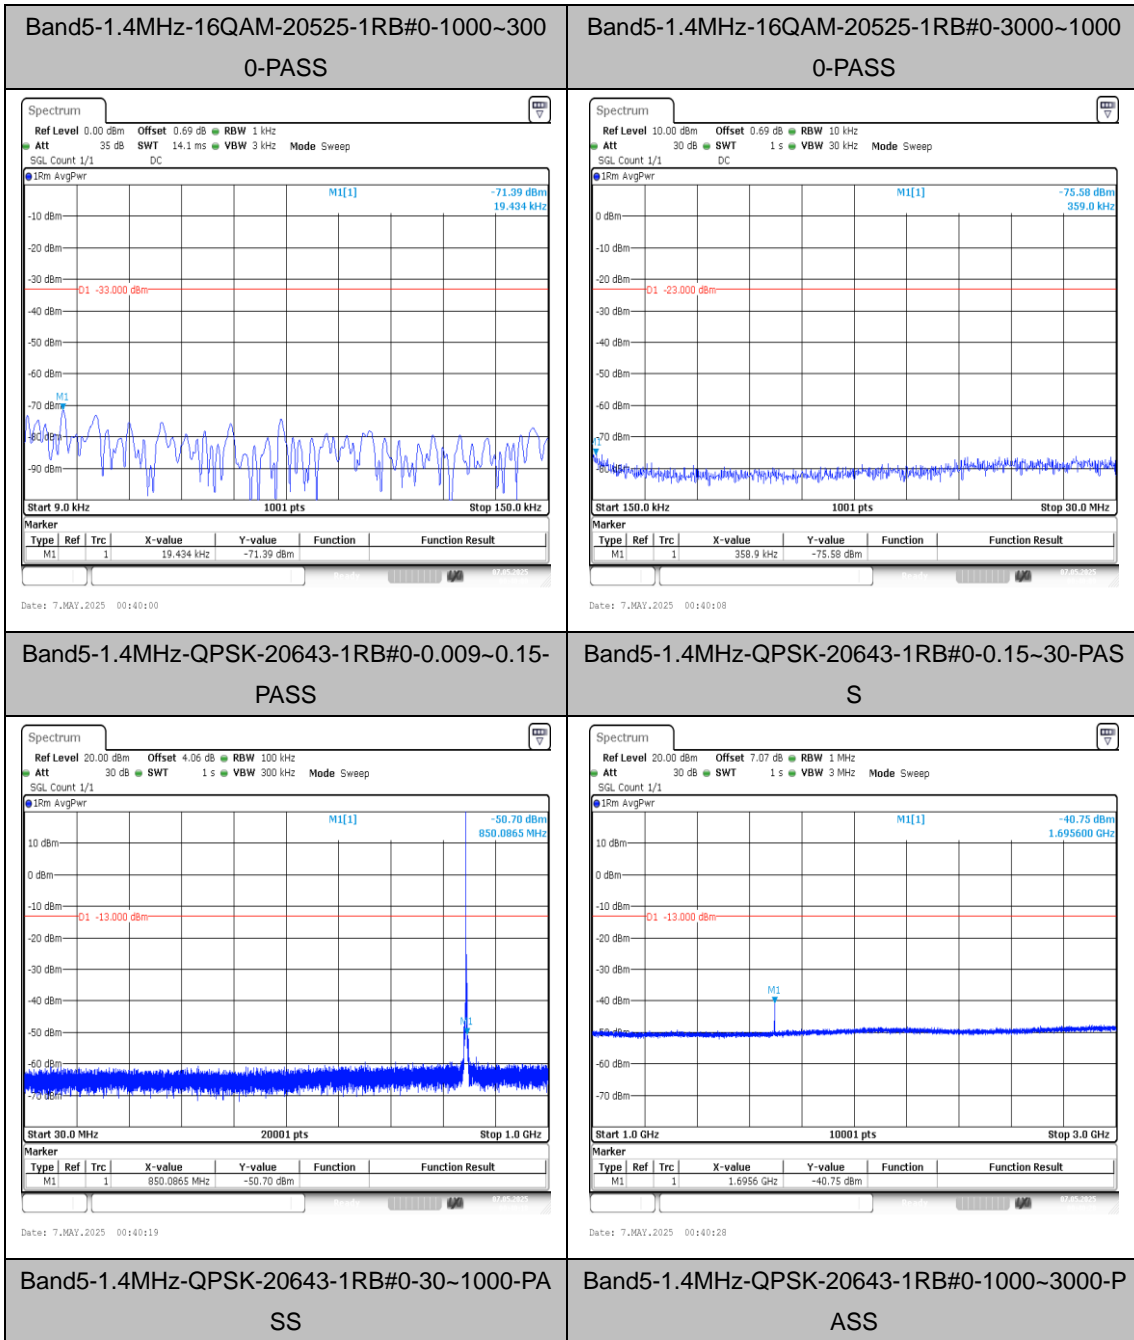 Band5-1.4MHz-16QAM-20525-1RB#0-1000~300
0-PASS
Band5-1.4MHz-16QAM-20525-1RB#0-3000~1000
0-PASS
Spectrum
Ref Level 0.00 dBm Offset 0.69 dB RBW 1 kHz
Att 35 dB SWT 14.1 ms VBW 3 kHz Mode Sweep
SGL Count 1/1 DC
1Rm AvgPwr
M1[1] -71.39 dBm
19.434 kHz
-10 dBm
-20 dBm
-30 dBm
D1 -33.000 dBm
-40 dBm
-50 dBm
-60 dBm
M1
-70 dBm
-80 dBm
-90 dBm
Start 9.0 kHz 1001 pts Stop 150.0 kHz
Marker
Type Ref Trc X-value Y-value Function Function Result
M1 1 19.434 kHz -71.39 dBm
07.05.2025
Date: 7.MAY.2025 00:40:00
Spectrum
Ref Level 10.00 dBm Offset 0.69 dB RBW 10 kHz
Att 30 dB SWT 1 s VBW 30 kHz Mode Sweep
SGL Count 1/1 DC
1Rm AvgPwr
M1[1] -75.58 dBm
359.0 kHz
0 dBm
-10 dBm
-20 dBm
D1 -23.000 dBm
-30 dBm
-40 dBm
-50 dBm
-60 dBm
-70 dBm
-80 dBm
Start 150.0 kHz 1001 pts Stop 30.0 MHz
Marker
Type Ref Trc X-value Y-value Function Function Result
M1 1 358.9 kHz -75.58 dBm
07.05.2025
Date: 7.MAY.2025 00:40:08
Band5-1.4MHz-QPSK-20643-1RB#0-0.009~0.15-
PASS
Band5-1.4MHz-QPSK-20643-1RB#0-0.15~30-PAS
S
Spectrum
Ref Level 20.00 dBm Offset 4.06 dB RBW 100 kHz
Att 30 dB SWT 1 s VBW 300 kHz Mode Sweep
SGL Count 1/1
1Rm AvgPwr
M1[1] -50.70 dBm
850.0865 MHz
10 dBm
0 dBm
-10 dBm
D1 -13.000 dBm
-20 dBm
-30 dBm
-40 dBm
M1
-50 dBm
-60 dBm
-70 dBm
Start 30.0 MHz 20001 pts Stop 1.0 GHz
Marker
Type Ref Trc X-value Y-value Function Function Result
M1 1 850.0865 MHz -50.70 dBm
07.05.2025
Date: 7.MAY.2025 00:40:19
Spectrum
Ref Level 20.00 dBm Offset 7.07 dB RBW 1 MHz
Att 30 dB SWT 1 s VBW 3 MHz Mode Sweep
SGL Count 1/1
1Rm AvgPwr
M1[1] -40.75 dBm
1.695600 GHz
10 dBm
0 dBm
-10 dBm
D1 -13.000 dBm
-20 dBm
-30 dBm
M1
-40 dBm
-50 dBm
-60 dBm
-70 dBm
Start 1.0 GHz 10001 pts Stop 3.0 GHz
Marker
Type Ref Trc X-value Y-value Function Function Result
M1 1 1.6956 GHz -40.75 dBm
07.05.2025
Date: 7.MAY.2025 00:40:28
Band5-1.4MHz-QPSK-20643-1RB#0-30~1000-PA
SS
Band5-1.4MHz-QPSK-20643-1RB#0-1000~3000-P
ASS